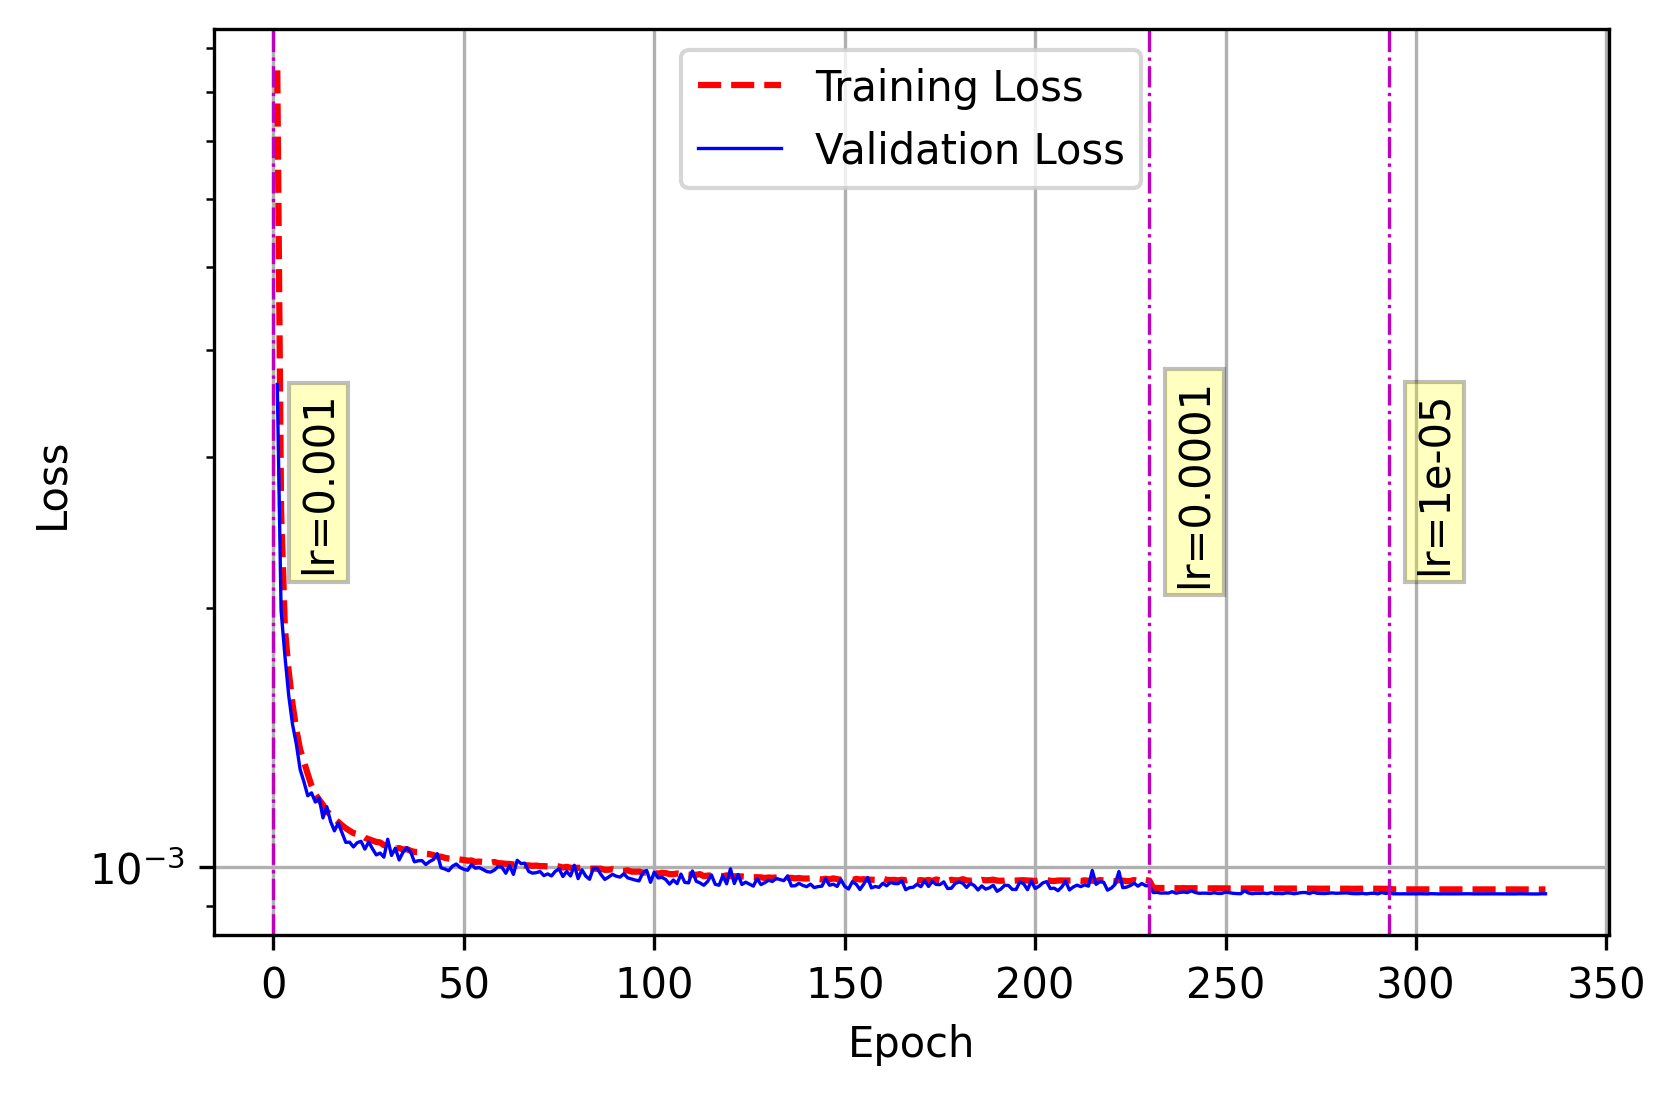 Training Loss
Validation Loss
lr=0.001
lr=0.0001
lr=1e-05
Loss
10⁻³
0 50 100 150 200 250 300 350
Epoch